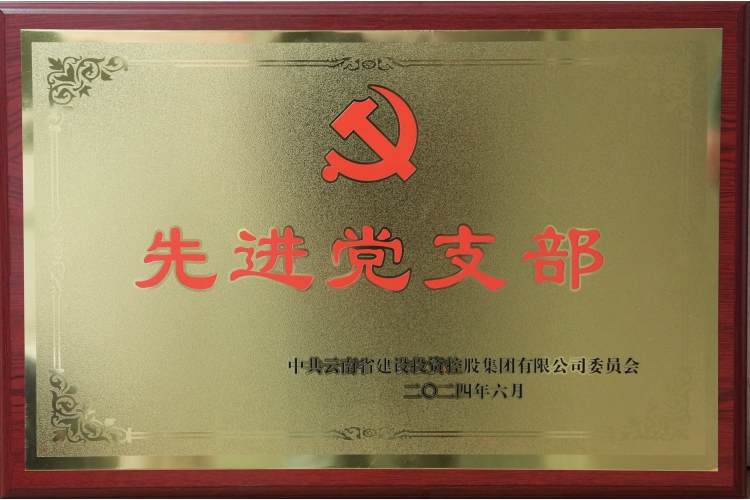 先进党支部
中共云南省建设投资控股集团有限公司委员会
二〇二四年六月